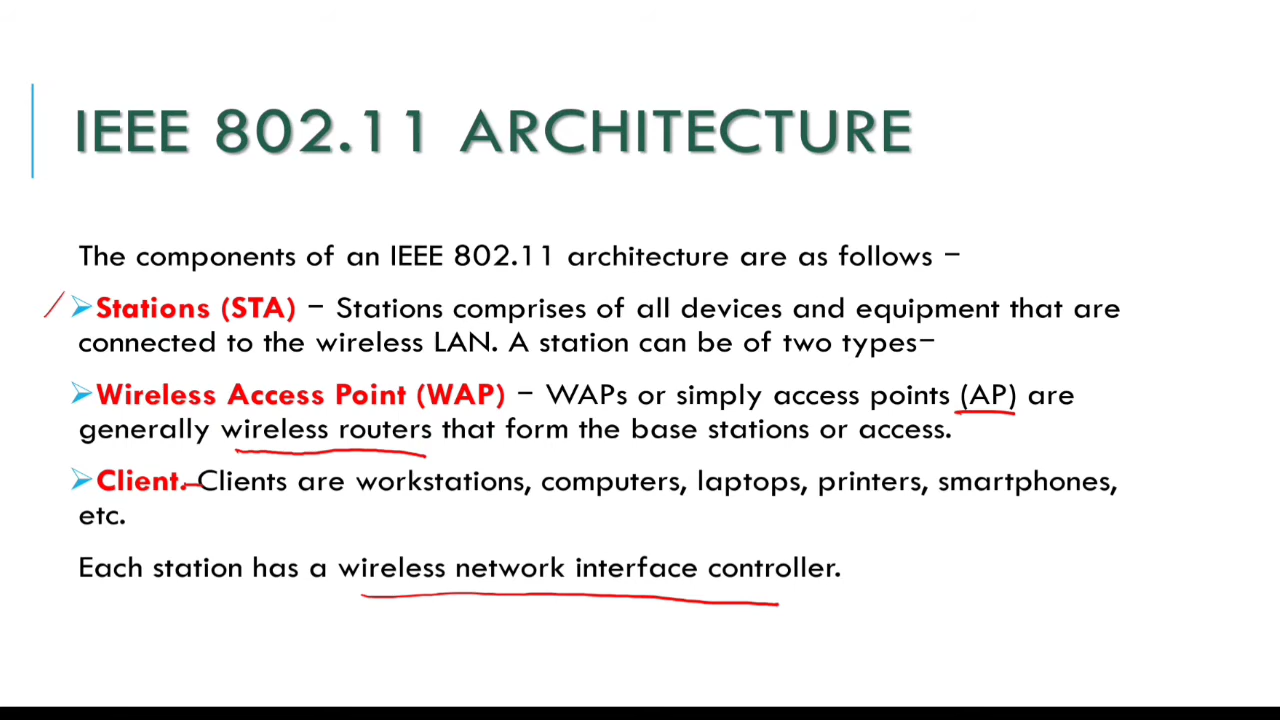 IEEE 802.11 ARCHITECTURE
The components of an IEEE 802.11 architecture are as follows −
➢Stations (STA) − Stations comprises of all devices and equipment that are
connected to the wireless LAN. A station can be of two types−
➢Wireless Access Point (WAP) − WAPs or simply access points (AP) are
generally wireless routers that form the base stations or access.
➢Client. Clients are workstations, computers, laptops, printers, smartphones,
etc.
Each station has a wireless network interface controller.